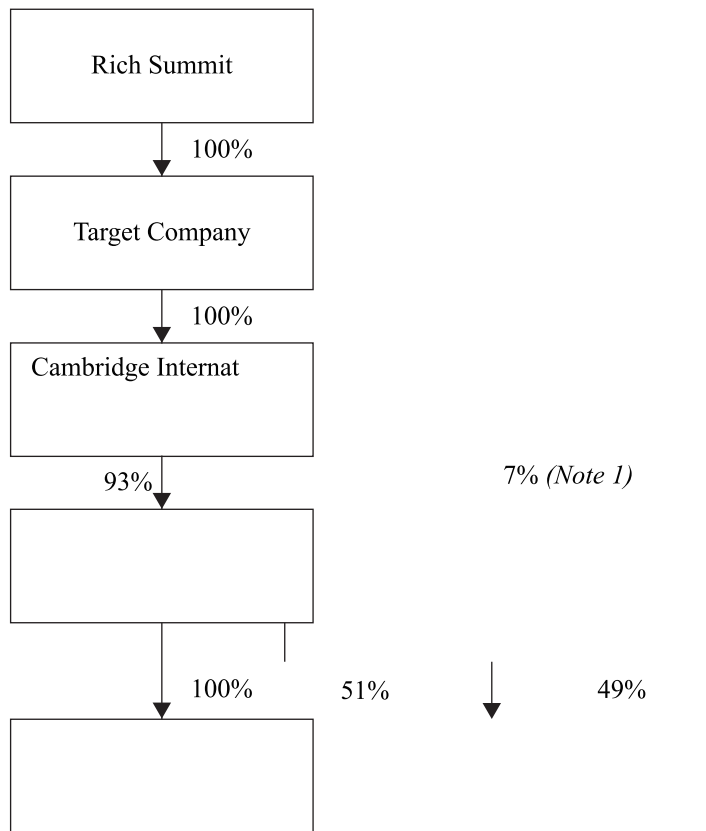 Rich Summit
100%
Target Company
100%
Cambridge Internat
93%
7% (Note 1)
100%
51%
49%